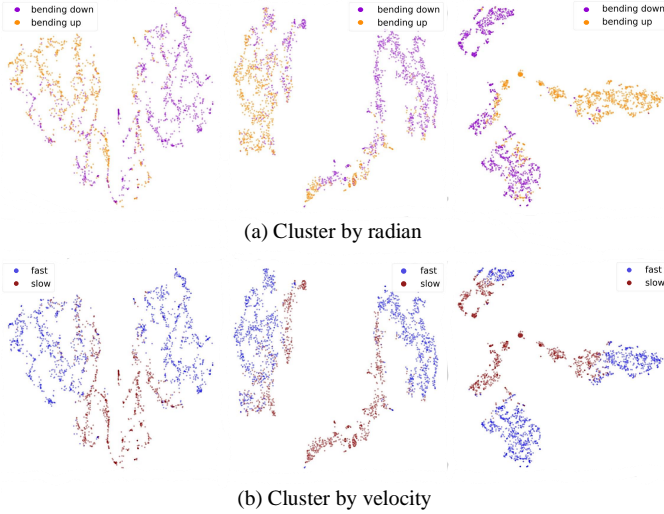 bending down
bending up
bending down
bending up
bending down
bending up
(a) Cluster by radian
fast
slow
fast
slow
fast
slow
(b) Cluster by velocity